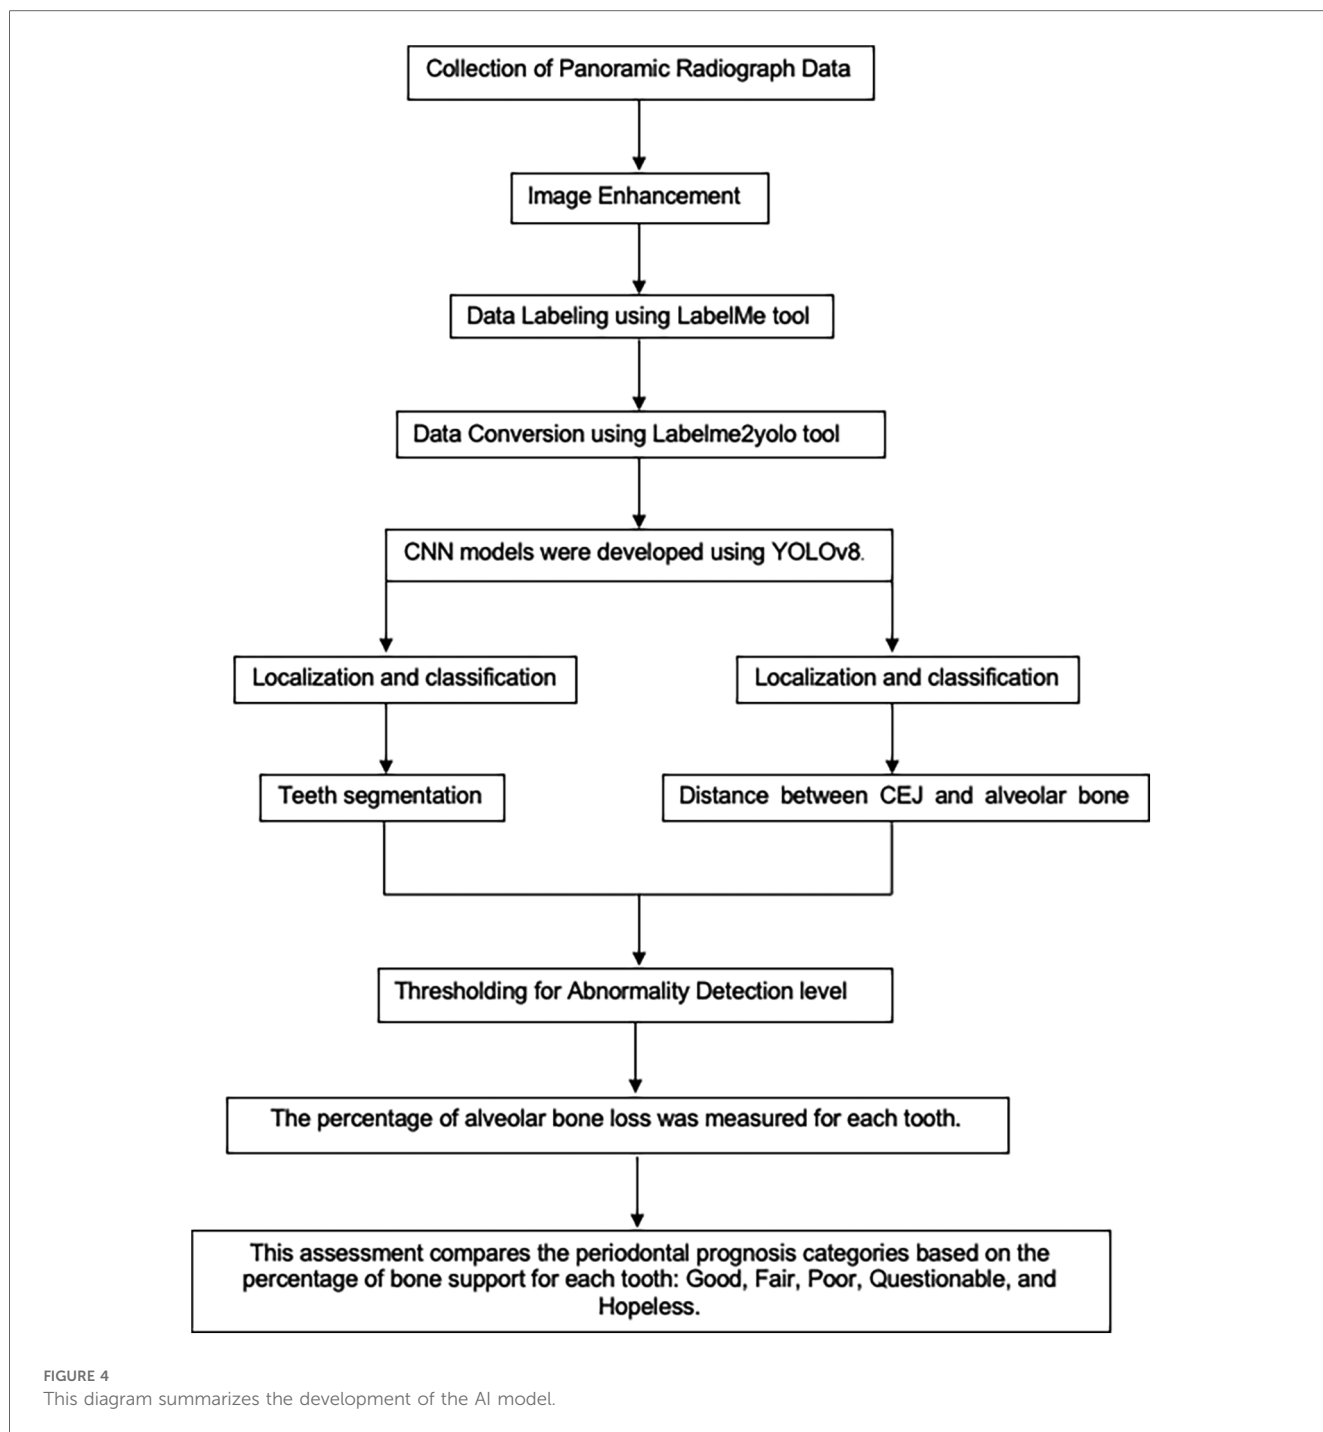 Collection of Panoramic Radiograph Data
Image Enhancement
Data Labeling using LabelMe tool
Data Conversion using Labelme2yolo tool
CNN models were developed using YOLOv8.
Localization and classification
Localization and classification
Teeth segmentation
Distance between CEJ and alveolar bone
Thresholding for Abnormality Detection level
The percentage of alveolar bone loss was measured for each tooth.
This assessment compares the periodontal prognosis categories based on the
percentage of bone support for each tooth: Good, Fair, Poor, Questionable, and
Hopeless.
FIGURE 4
This diagram summarizes the development of the AI model.